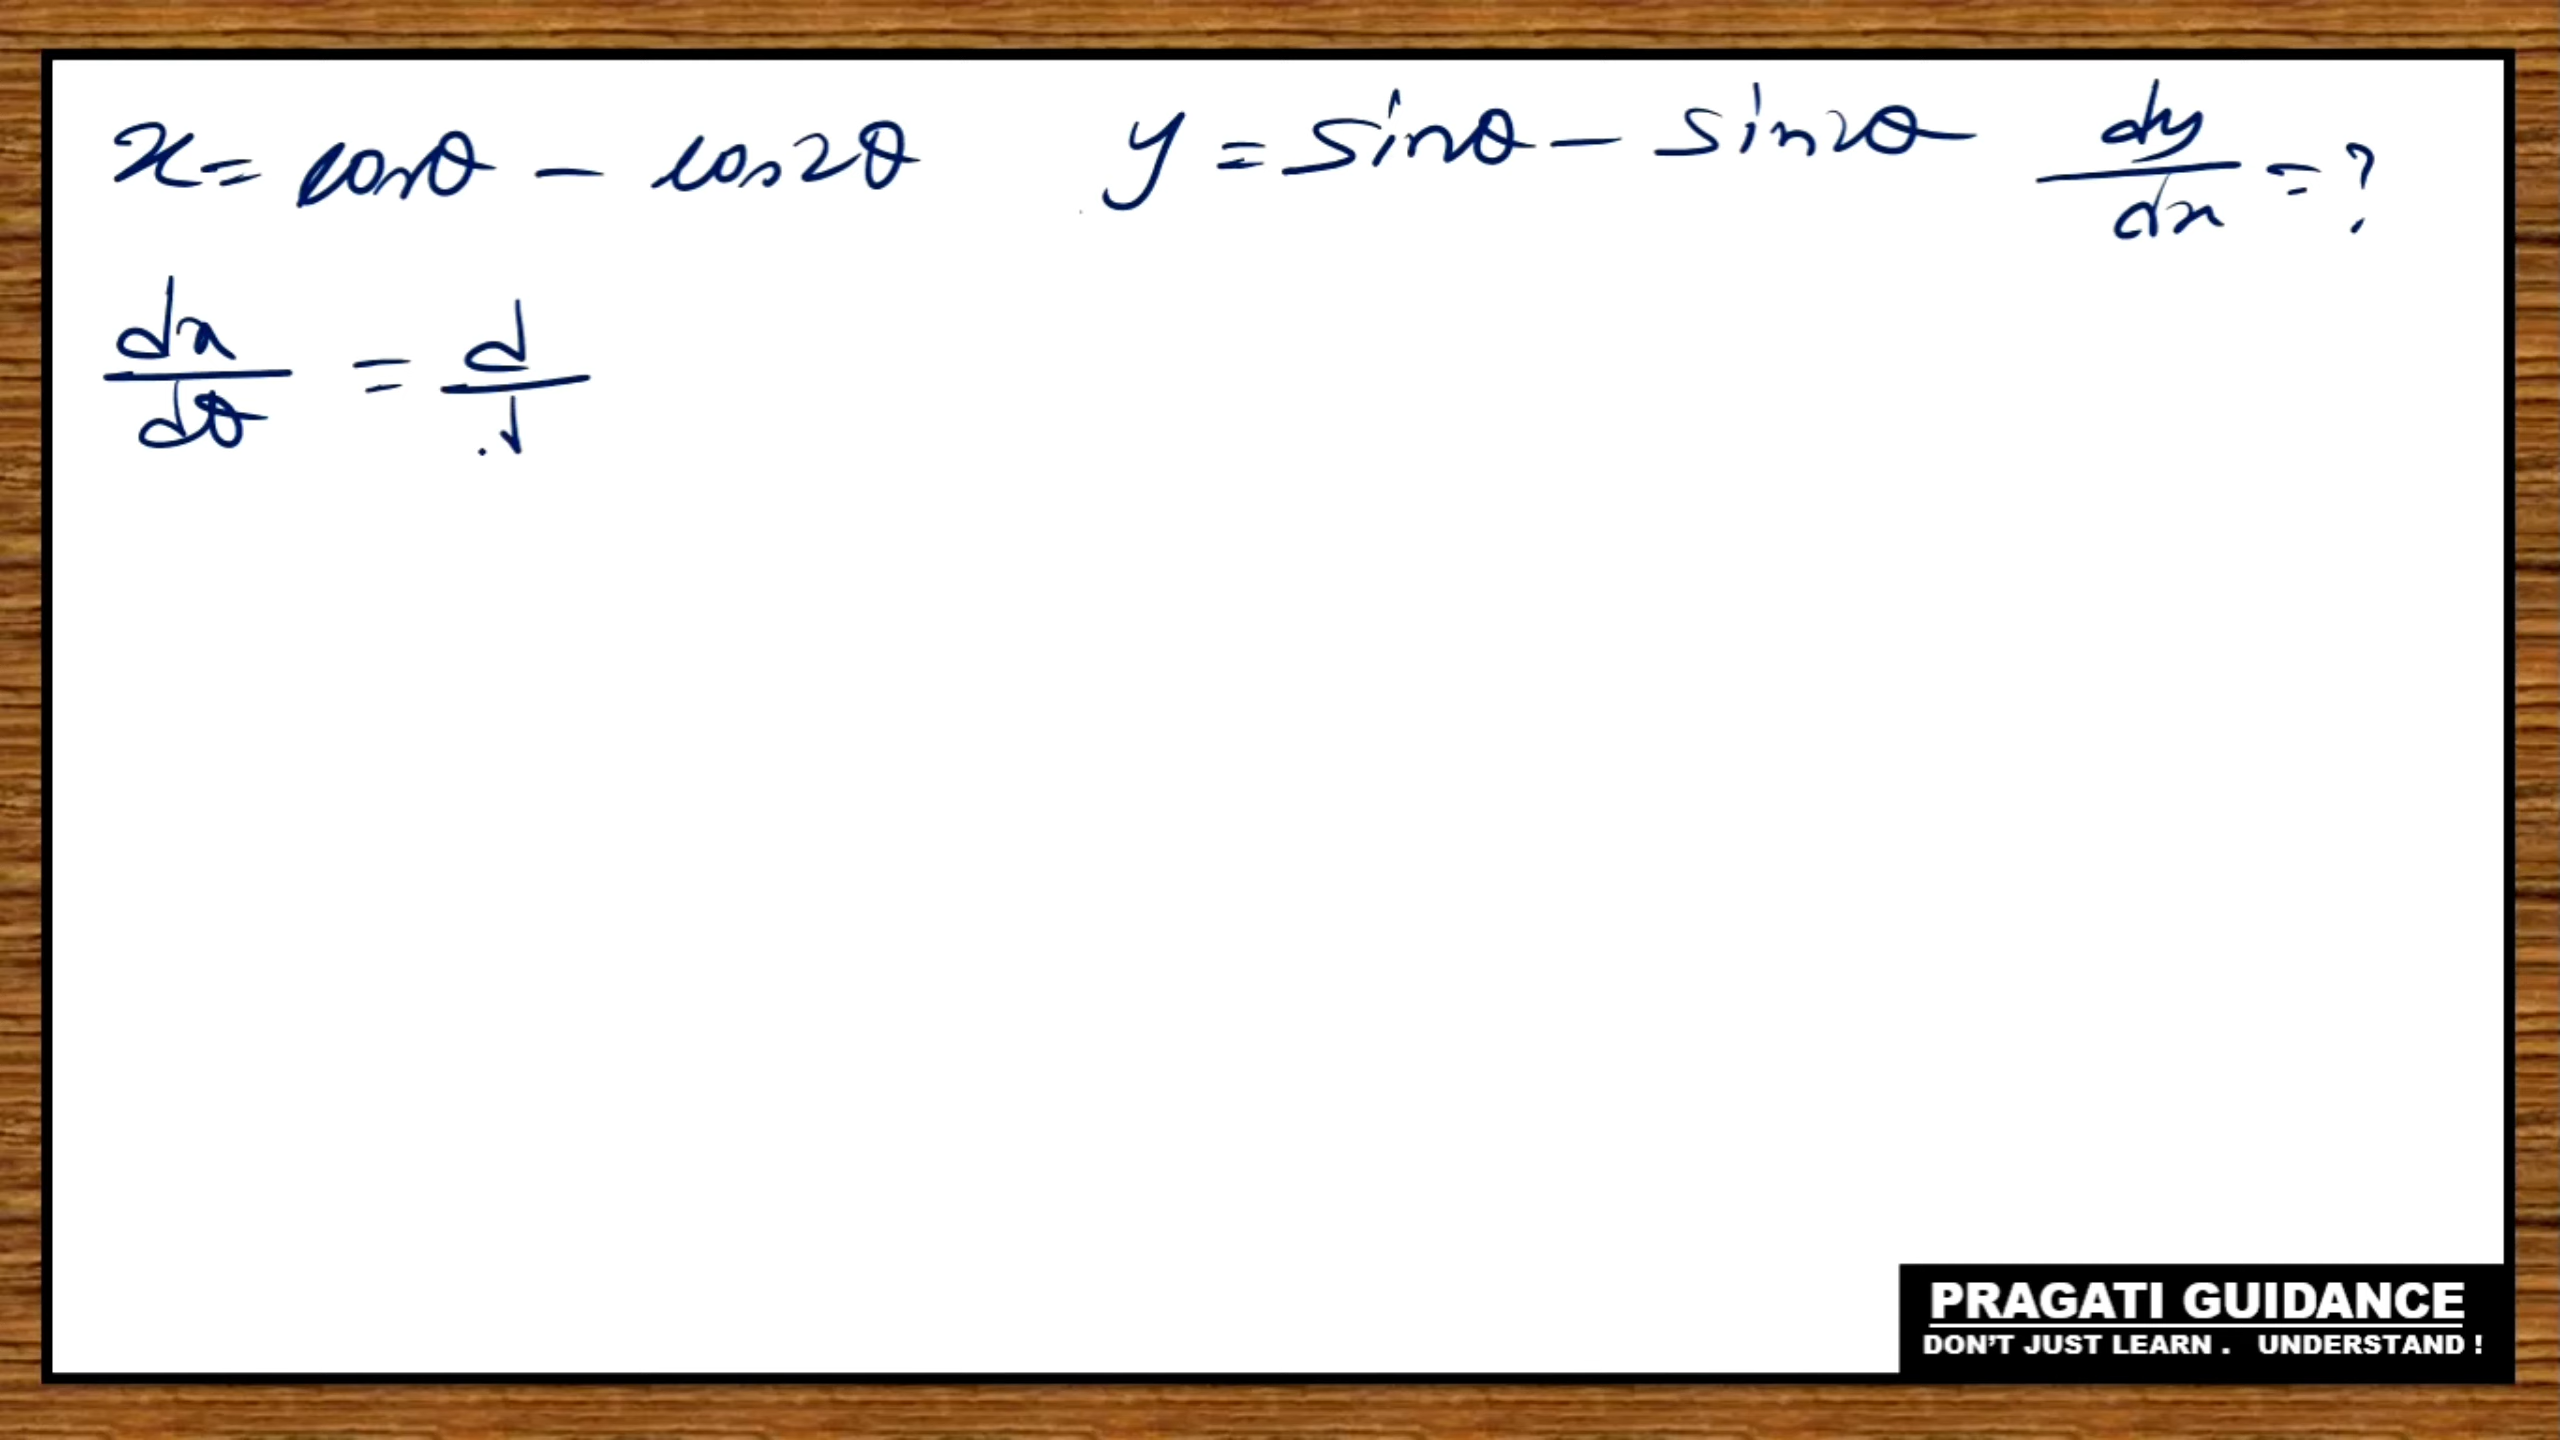 x = cosθ - cos2θ y = sinθ - sin2θ dy/dx = ?
dx/dθ = d/d
PRAGATI GUIDANCE
DON'T JUST LEARN . UNDERSTAND !